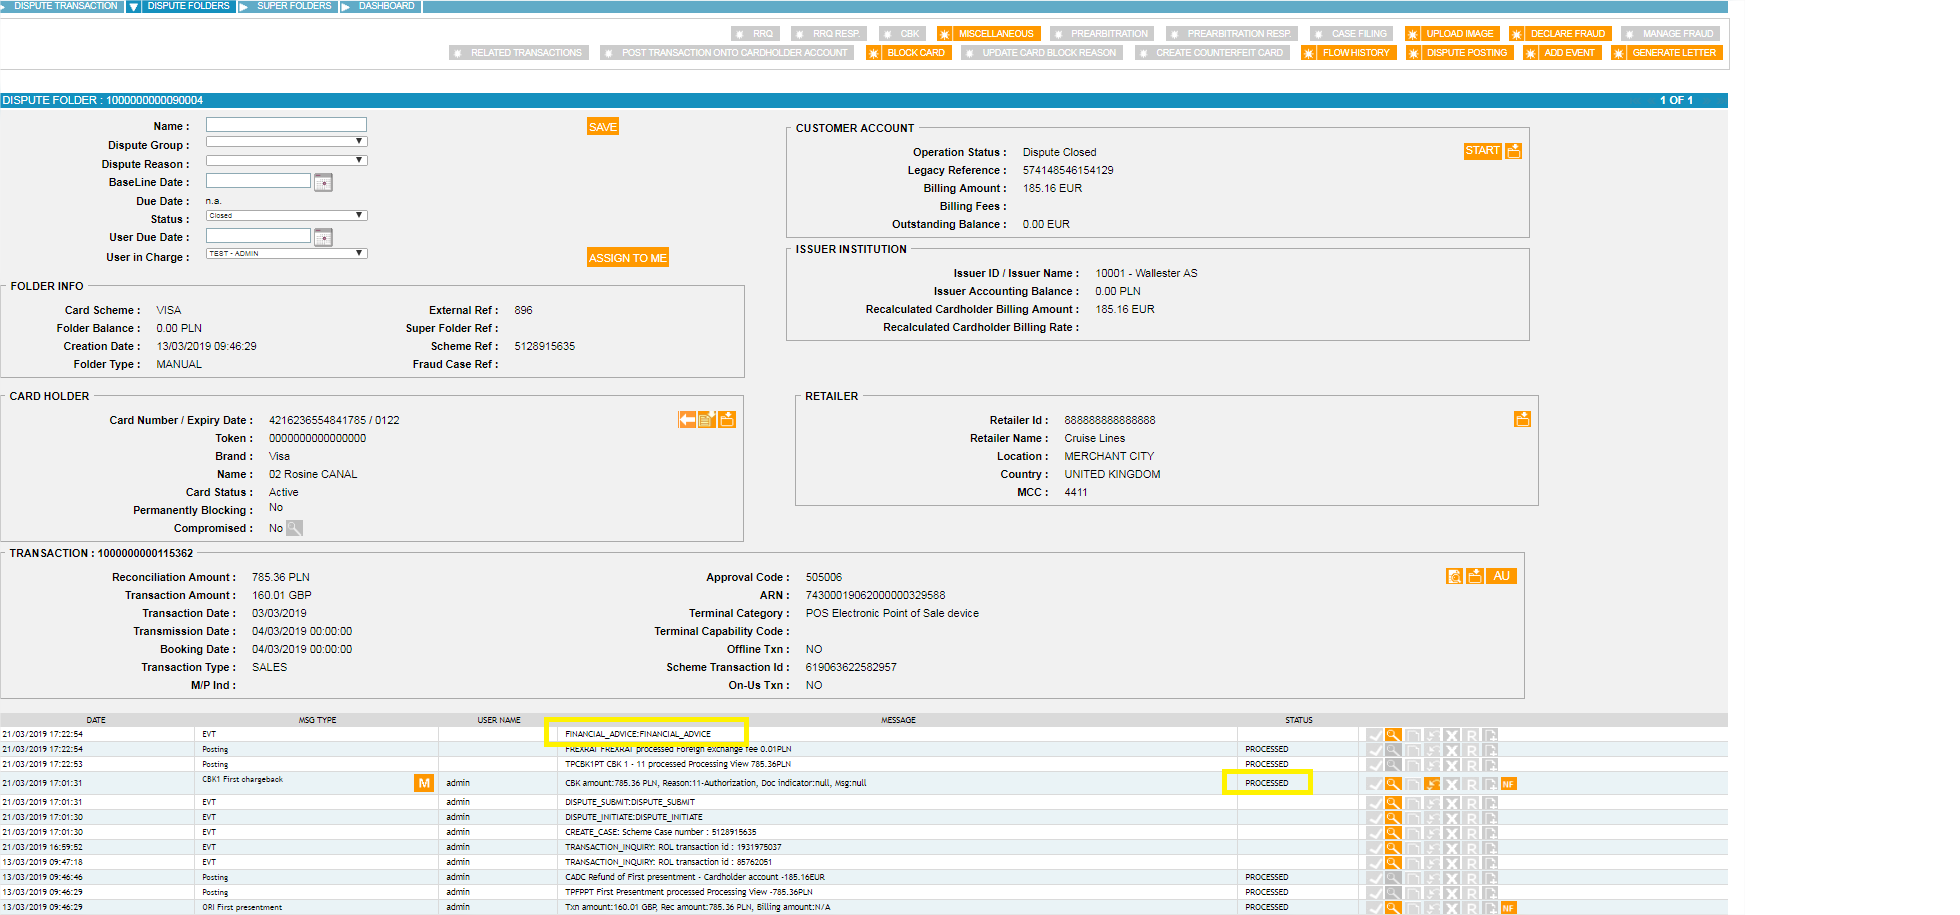 DISPUTE TRANSACTION DISPUTE FOLDERS SUPER FOLDERS DASHBOARD
RRQ RRQ RESP. CBK MISCELLANEOUS PREARBITRATION PREARBITRATION RESP. CASE FILING UPLOAD IMAGE DECLARE FRAUD MANAGE FRAUD
RELATED TRANSACTIONS POST TRANSACTION ONTO CARDHOLDER ACCOUNT BLOCK CARD UPDATE CARD BLOCK REASON CREATE COUNTERFEIT CARD FLOW HISTORY DISPUTE POSTING ADD EVENT GENERATE LETTER
DISPUTE FOLDER : 1000000000090004 1 OF 1
Name : SAVE
Dispute Group :
Dispute Reason :
BaseLine Date :
Due Date : n.a.
Status : Closed
User Due Date :
User in Charge : TEST - ADMIN ASSIGN TO ME
CUSTOMER ACCOUNT
Operation Status : Dispute Closed START
Legacy Reference : 574148546154129
Billing Amount : 185.16 EUR
Billing Fees :
Outstanding Balance : 0.00 EUR
ISSUER INSTITUTION
Issuer ID / Issuer Name : 10001 - Wallester AS
Issuer Accounting Balance : 0.00 PLN
Recalculated Cardholder Billing Amount : 185.16 EUR
Recalculated Cardholder Billing Rate :
FOLDER INFO
Card Scheme : VISA External Ref : 896
Folder Balance : 0.00 PLN Super Folder Ref :
Creation Date : 13/03/2019 09:46:29 Scheme Ref : 5128915635
Folder Type : MANUAL Fraud Case Ref :
CARD HOLDER
Card Number / Expiry Date : 4216236554841785 / 0122
Token : 0000000000000000
Brand : Visa
Name : 02 Rosine CANAL
Card Status : Active
Permanently Blocking : No
Compromised : No
RETAILER
Retailer Id : 888888888888888
Retailer Name : Cruise Lines
Location : MERCHANT CITY
Country : UNITED KINGDOM
MCC : 4411
TRANSACTION : 1000000000115362
Reconciliation Amount : 785.36 PLN Approval Code : 505006 AU
Transaction Amount : 160.01 GBP ARN : 74300019062000000329588
Transaction Date : 03/03/2019 Terminal Category : POS Electronic Point of Sale device
Transmission Date : 04/03/2019 00:00:00 Terminal Capability Code :
Booking Date : 04/03/2019 00:00:00 Offline Txn : NO
Transaction Type : SALES Scheme Transaction Id : 619063622582957
M/P Ind : On-Us Txn : NO
DATE MSG TYPE USER NAME MESSAGE STATUS
21/03/2019 17:22:54 EVT FINANCIAL_ADVICE:FINANCIAL_ADVICE R
21/03/2019 17:22:54 Posting FREXRAT FREXRAT processed Foreign exchange fee 0.01PLN PROCESSED R
21/03/2019 17:22:53 Posting TPCBK1PT CBK 1 - 11 processed Processing View 785.36PLN PROCESSED R
21/03/2019 17:01:31 CBK1 First chargeback M admin CBK amount:785.36 PLN, Reason:11-Authorization, Doc indicator:null, Msg:null PROCESSED R NF
21/03/2019 17:01:31 EVT admin DISPUTE_SUBMIT:DISPUTE_SUBMIT R
21/03/2019 17:01:30 EVT admin DISPUTE_INITIATE:DISPUTE_INITIATE R
21/03/2019 17:01:30 EVT admin CREATE_CASE: Scheme Case number : 5128915635 R
21/03/2019 16:59:52 EVT admin TRANSACTION_INQUIRY: ROL transaction id : 1931975037 R
13/03/2019 09:47:18 EVT admin TRANSACTION_INQUIRY: ROL transaction id : 85762051 R
13/03/2019 09:46:46 Posting admin CADC Refund of First presentment - Cardholder account -185.16EUR PROCESSED R
13/03/2019 09:46:29 Posting admin TPFPPT First Presentment processed Processing View -785.36PLN PROCESSED R
13/03/2019 09:46:29 ORI First presentment admin Txn amount:160.01 GBP, Rec amount:785.36 PLN, Billing amount:N/A PROCESSED R NF